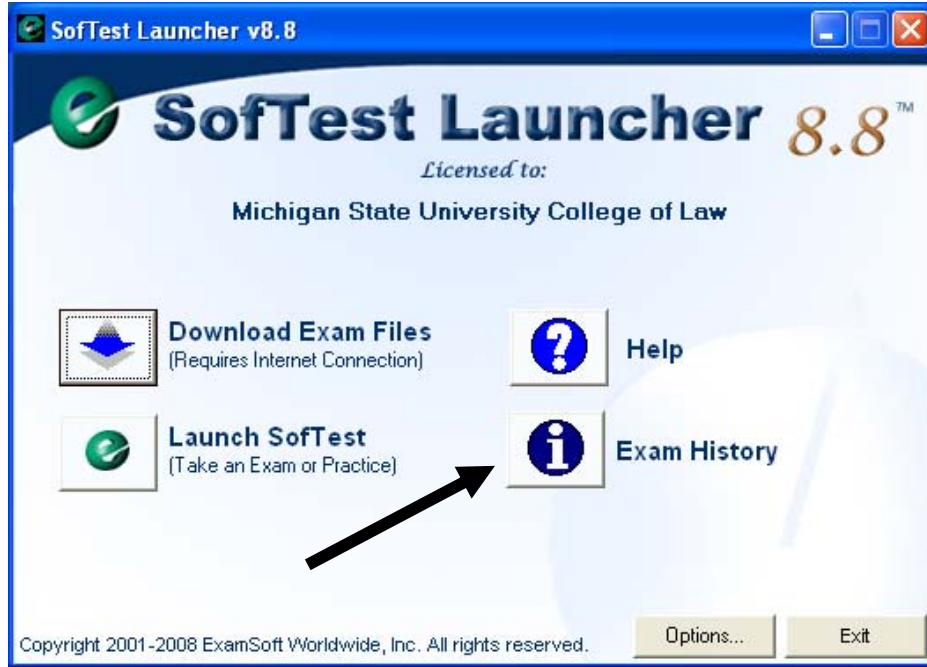 SofTest Launcher v8.8
SofTest Launcher 8.8™
Licensed to:
Michigan State University College of Law
Download Exam Files
(Requires Internet Connection)
Help
Launch SofTest
(Take an Exam or Practice)
Exam History
Copyright 2001-2008 ExamSoft Worldwide, Inc. All rights reserved.
Options...
Exit